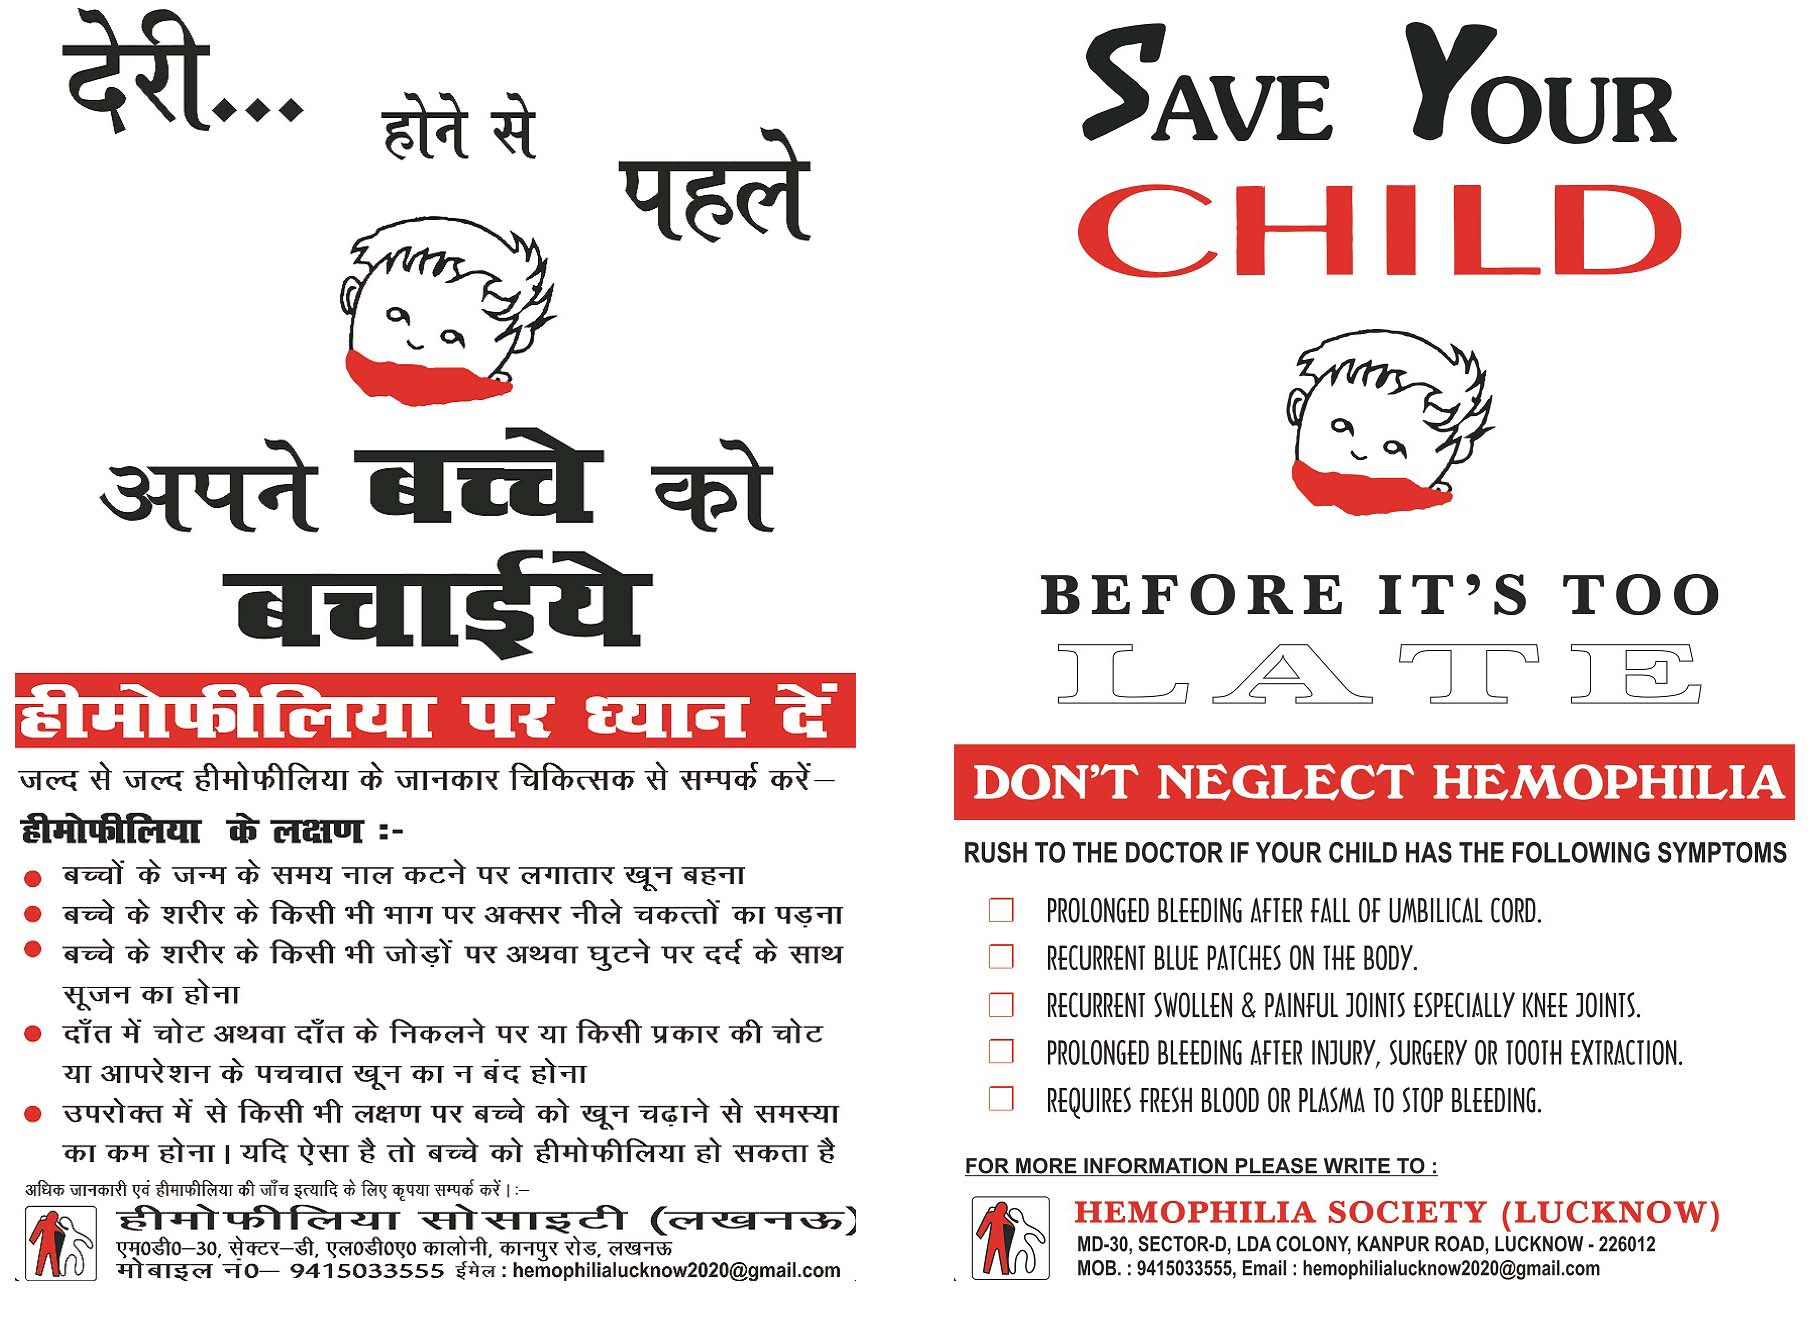 देरी...
होने से
पहले
अपने बच्चे को
बचाईये
हीमोफीलिया पर ध्यान दें
जल्द से जल्द हीमोफीलिया के जानकार चिकित्सक से सम्पर्क करें–
हीमोफीलिया के लक्षण :-
बच्चों के जन्म के समय नाल कटने पर लगातार खून बहना
बच्चे के शरीर के किसी भी भाग पर अक्सर नीले चकत्तों का पड़ना
बच्चे के शरीर के किसी भी जोड़ों पर अथवा घुटने पर दर्द के साथ
सूजन का होना
दाँत में चोट अथवा दाँत के निकलने पर या किसी प्रकार की चोट
या आपरेशन के पचचात खून का न बंद होना
उपरोक्त में से किसी भी लक्षण पर बच्चे को खून चढ़ाने से समस्या
का कम होना। यदि ऐसा है तो बच्चे को हीमोफीलिया हो सकता है
अधिक जानकारी एवं हीमाफीलिया की जाँच इत्यादि के लिए कृपया सम्पर्क करें।:–
हीमोफीलिया सोसाइटी (लखनऊ)
एम0डी0–30, सेक्टर–डी, एल0डी0ए0 कालोनी, कानपुर रोड, लखनऊ
मोबाइल नं0– 9415033555 ईमेल : hemophilialucknow2020@gmail.com
SAVE YOUR
CHILD
BEFORE IT'S TOO
LATE
DON'T NEGLECT HEMOPHILIA
RUSH TO THE DOCTOR IF YOUR CHILD HAS THE FOLLOWING SYMPTOMS
PROLONGED BLEEDING AFTER FALL OF UMBILICAL CORD.
RECURRENT BLUE PATCHES ON THE BODY.
RECURRENT SWOLLEN & PAINFUL JOINTS ESPECIALLY KNEE JOINTS.
PROLONGED BLEEDING AFTER INJURY, SURGERY OR TOOTH EXTRACTION.
REQUIRES FRESH BLOOD OR PLASMA TO STOP BLEEDING.
FOR MORE INFORMATION PLEASE WRITE TO :
HEMOPHILIA SOCIETY (LUCKNOW)
MD-30, SECTOR-D, LDA COLONY, KANPUR ROAD, LUCKNOW - 226012
MOB. : 9415033555, Email : hemophilialucknow2020@gmail.com